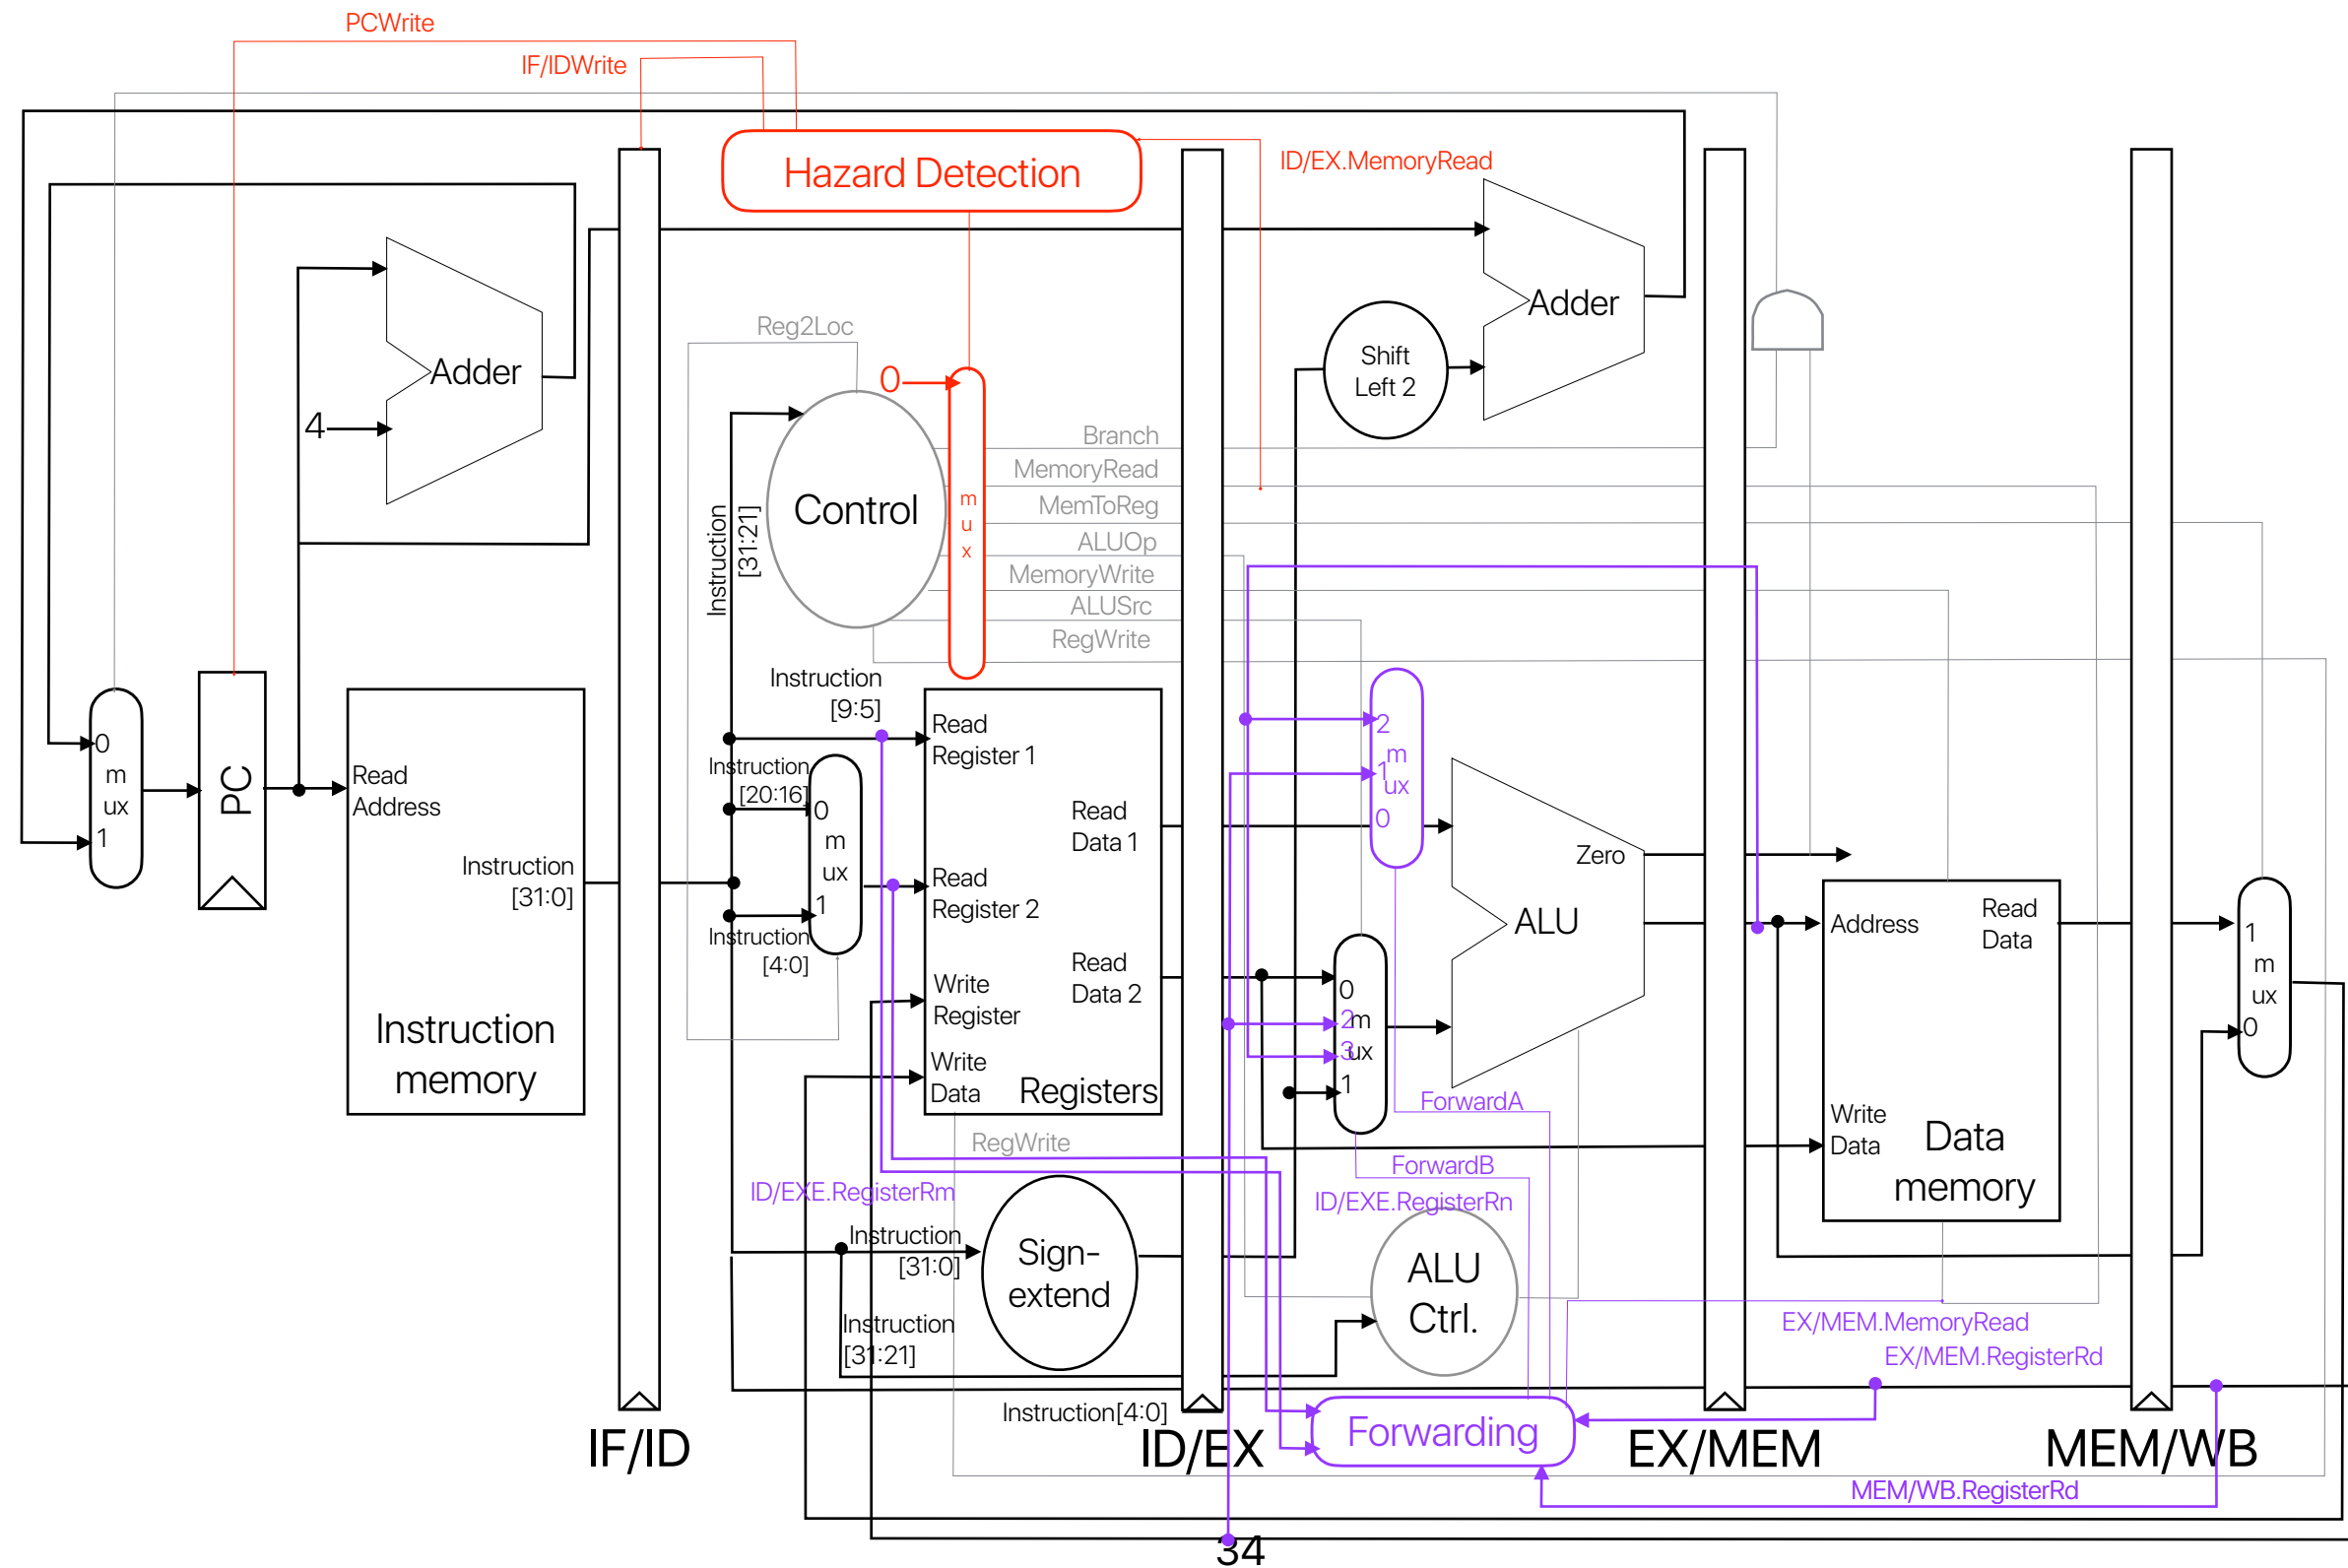 PCWrite
IF/IDWrite
Hazard Detection
ID/EX.MemoryRead
Adder
4
Adder
Shift
Left 2
Reg2Loc
0
Control
m
u
x
Branch
MemoryRead
MemToReg
ALUOp
MemoryWrite
ALUSrc
RegWrite
Instruction
[31:21]
0
m
ux
1
PC
Read
Address
Instruction
[31:0]
Instruction
memory
Instruction
[9:5]
Instruction
[20:16]
0
m
ux
1
Instruction
[4:0]
Read
Register 1
Read
Data 1
Read
Register 2
Read
Data 2
Write
Register
Write
Data
Registers
RegWrite
2
m
1
ux
0
0
2
m
3
ux
1
Zero
ALU
ForwardA
ForwardB
ID/EXE.RegisterRm
ID/EXE.RegisterRn
Address
Read
Data
Write
Data
Data
memory
1
m
ux
0
Instruction
[31:0]
Sign-
extend
Instruction
[31:21]
ALU
Ctrl.
EX/MEM.MemoryRead
EX/MEM.RegisterRd
Instruction[4:0]
Forwarding
IF/ID
ID/EX
EX/MEM
MEM/WB
MEM/WB.RegisterRd
34